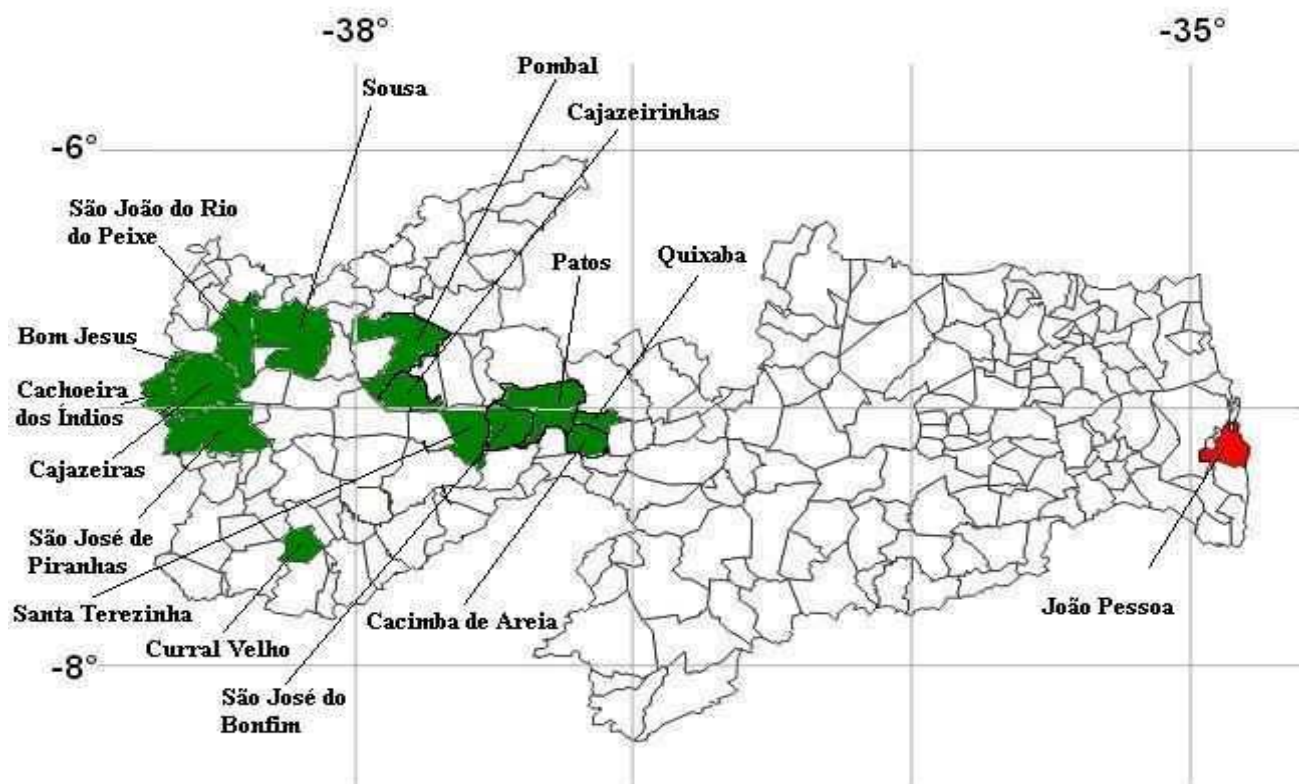 -38°
-35°
Pombal
Sousa
Cajazeirinhas
-6°
São João do Rio
do Peixe
Patos
Quixaba
Bom Jesus
Cachoeira
dos Índios
Cajazeiras
São José de
Piranhas
Santa Terezinha
Cacimba de Areia
João Pessoa
Curral Velho
-8°
São José do
Bonfim